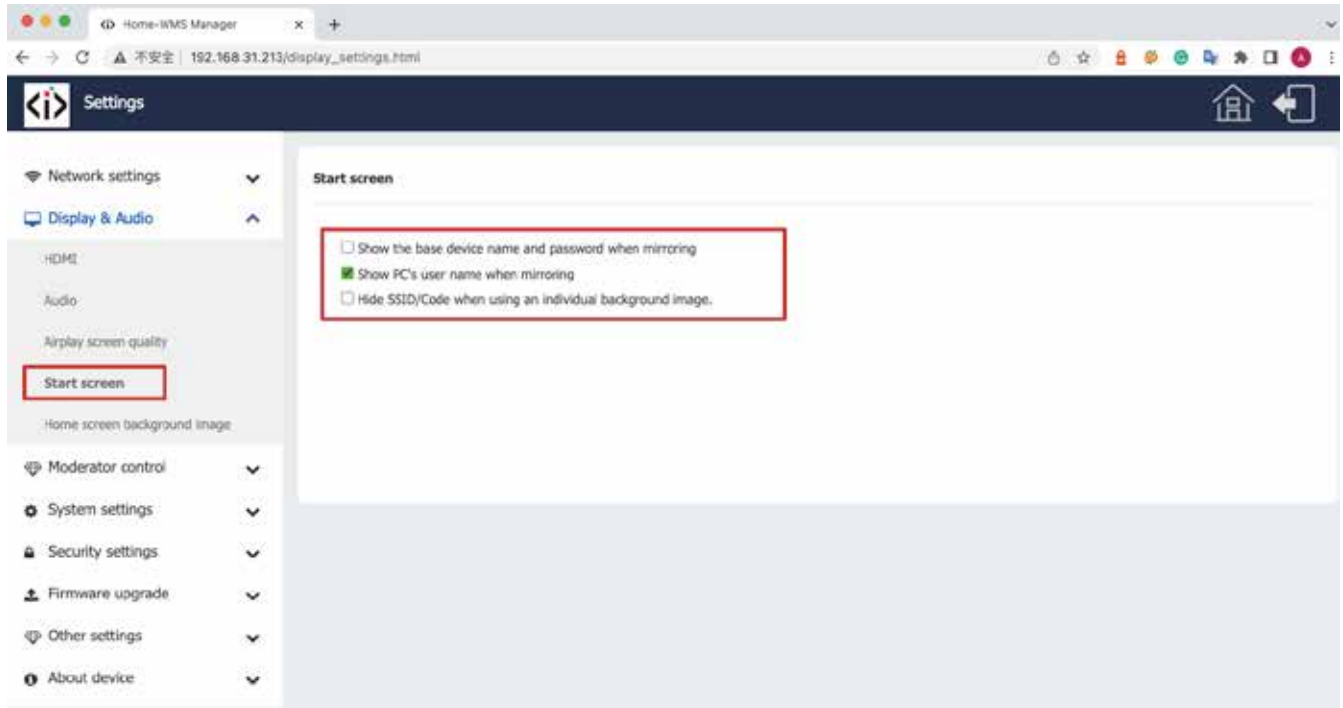 Home-WMS Manager
不安全 192.168.31.213/display_settings.html
<i> Settings
Network settings
Display & Audio
HDMI
Audio
Airplay screen quality
Start screen
Home screen background image
Moderator control
System settings
Security settings
Firmware upgrade
Other settings
About device
Start screen
Show the base device name and password when mirroring
Show PC's user name when mirroring
Hide SSID/Code when using an individual background image.